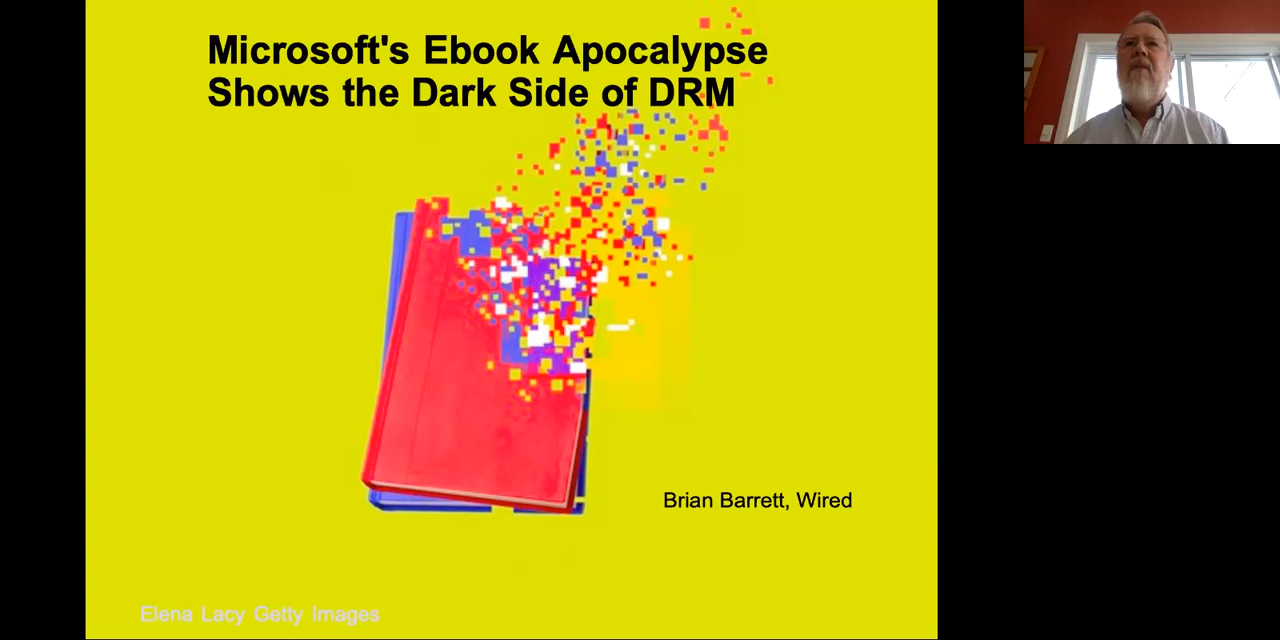 Microsoft's Ebook Apocalypse
Shows the Dark Side of DRM
Brian Barrett, Wired
Elena Lacy Getty Images